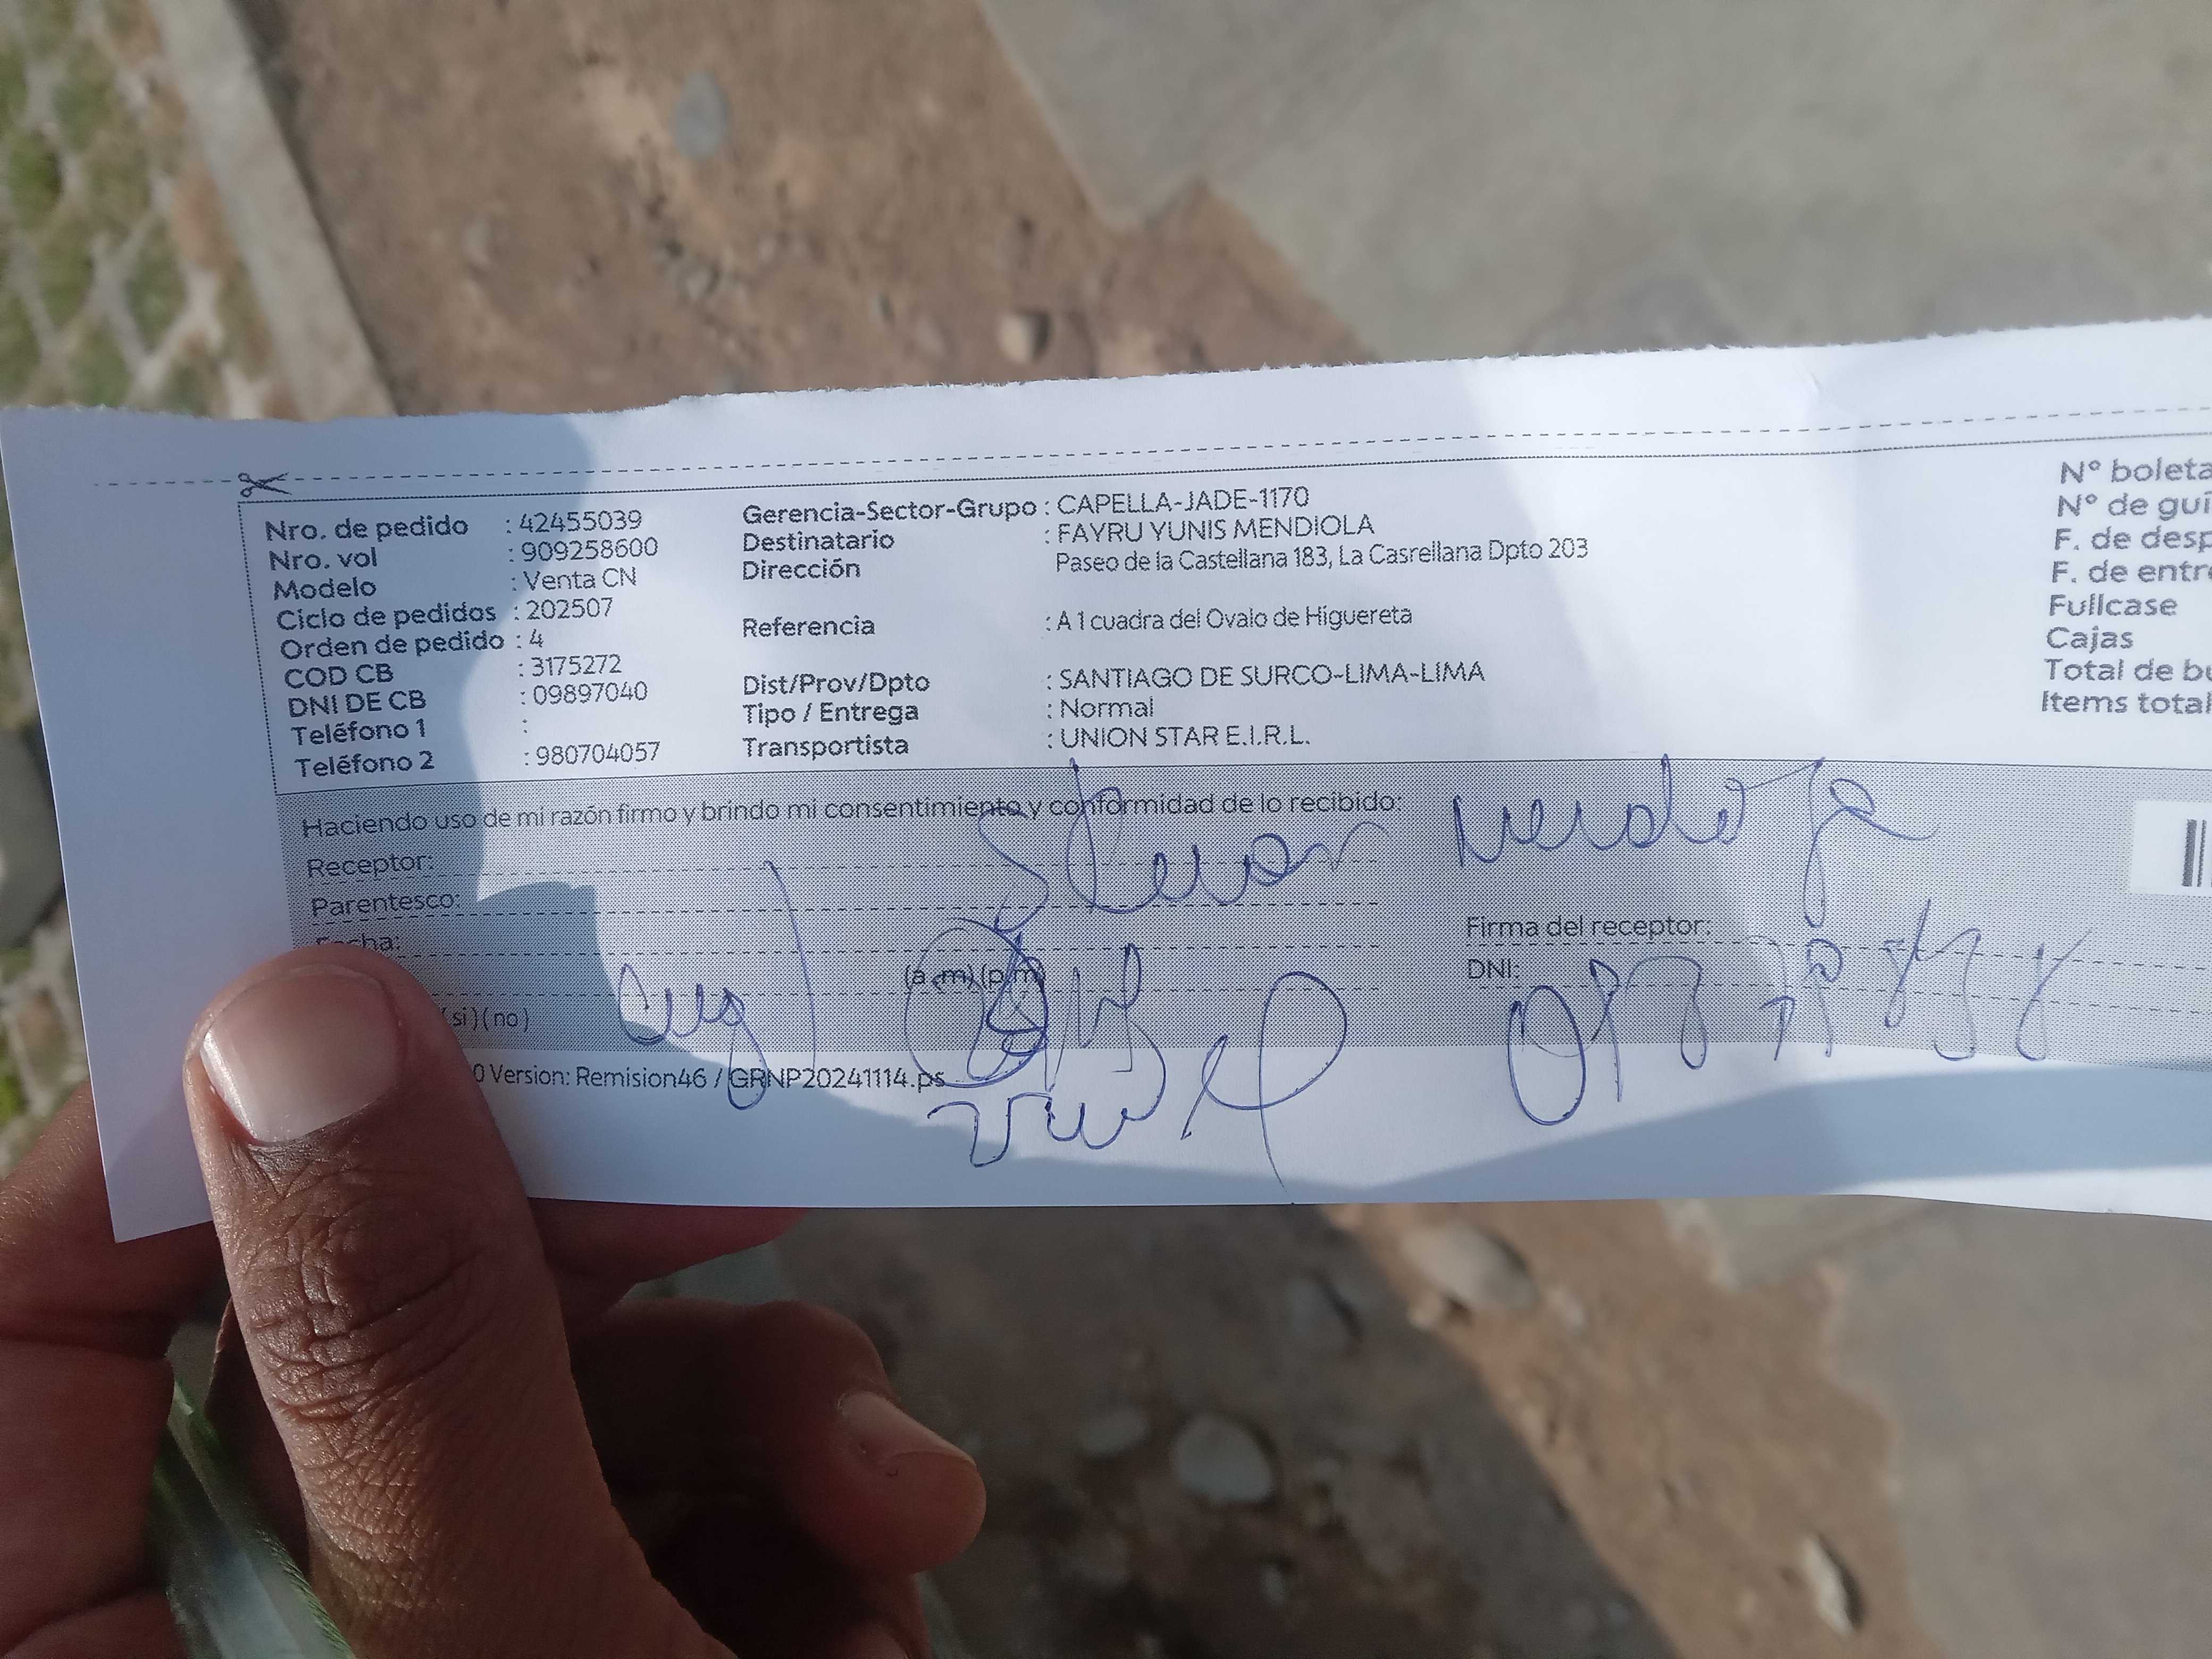 Nro. de pedido : 42455039
Nro. vol : 909258600
Modelo : Venta CN
Ciclo de pedidos : 202507
Orden de pedido : 4
COD CB : 3175272
DNI DE CB : 09897040
Teléfono 1 :
Teléfono 2 : 980704057
Gerencia-Sector-Grupo : CAPELLA-JADE-1170
Destinatario : FAYRU YUNIS MENDIOLA
Dirección Paseo de la Castellana 183, La Casrellana Dpto 203
Referencia : A 1 cuadra del Ovalo de Higuereta
Dist/Prov/Dpto : SANTIAGO DE SURCO-LIMA-LIMA
Tipo / Entrega : Normal
Transportista : UNION STAR E.I.R.L.
N° boleta
N° de guí
F. de desp
F. de entre
Fullcase
Cajas
Total de bu
Items total
Haciendo uso de mi razón firmo y brindo mi consentimiento y conformidad de lo recibido:
Receptor:
Parentesco:
Fecha:
(a .m) (p.m)
(si) (no)
Firma del receptor:
DNI:
0 Version: Remision46 / GRNP20241114.ps